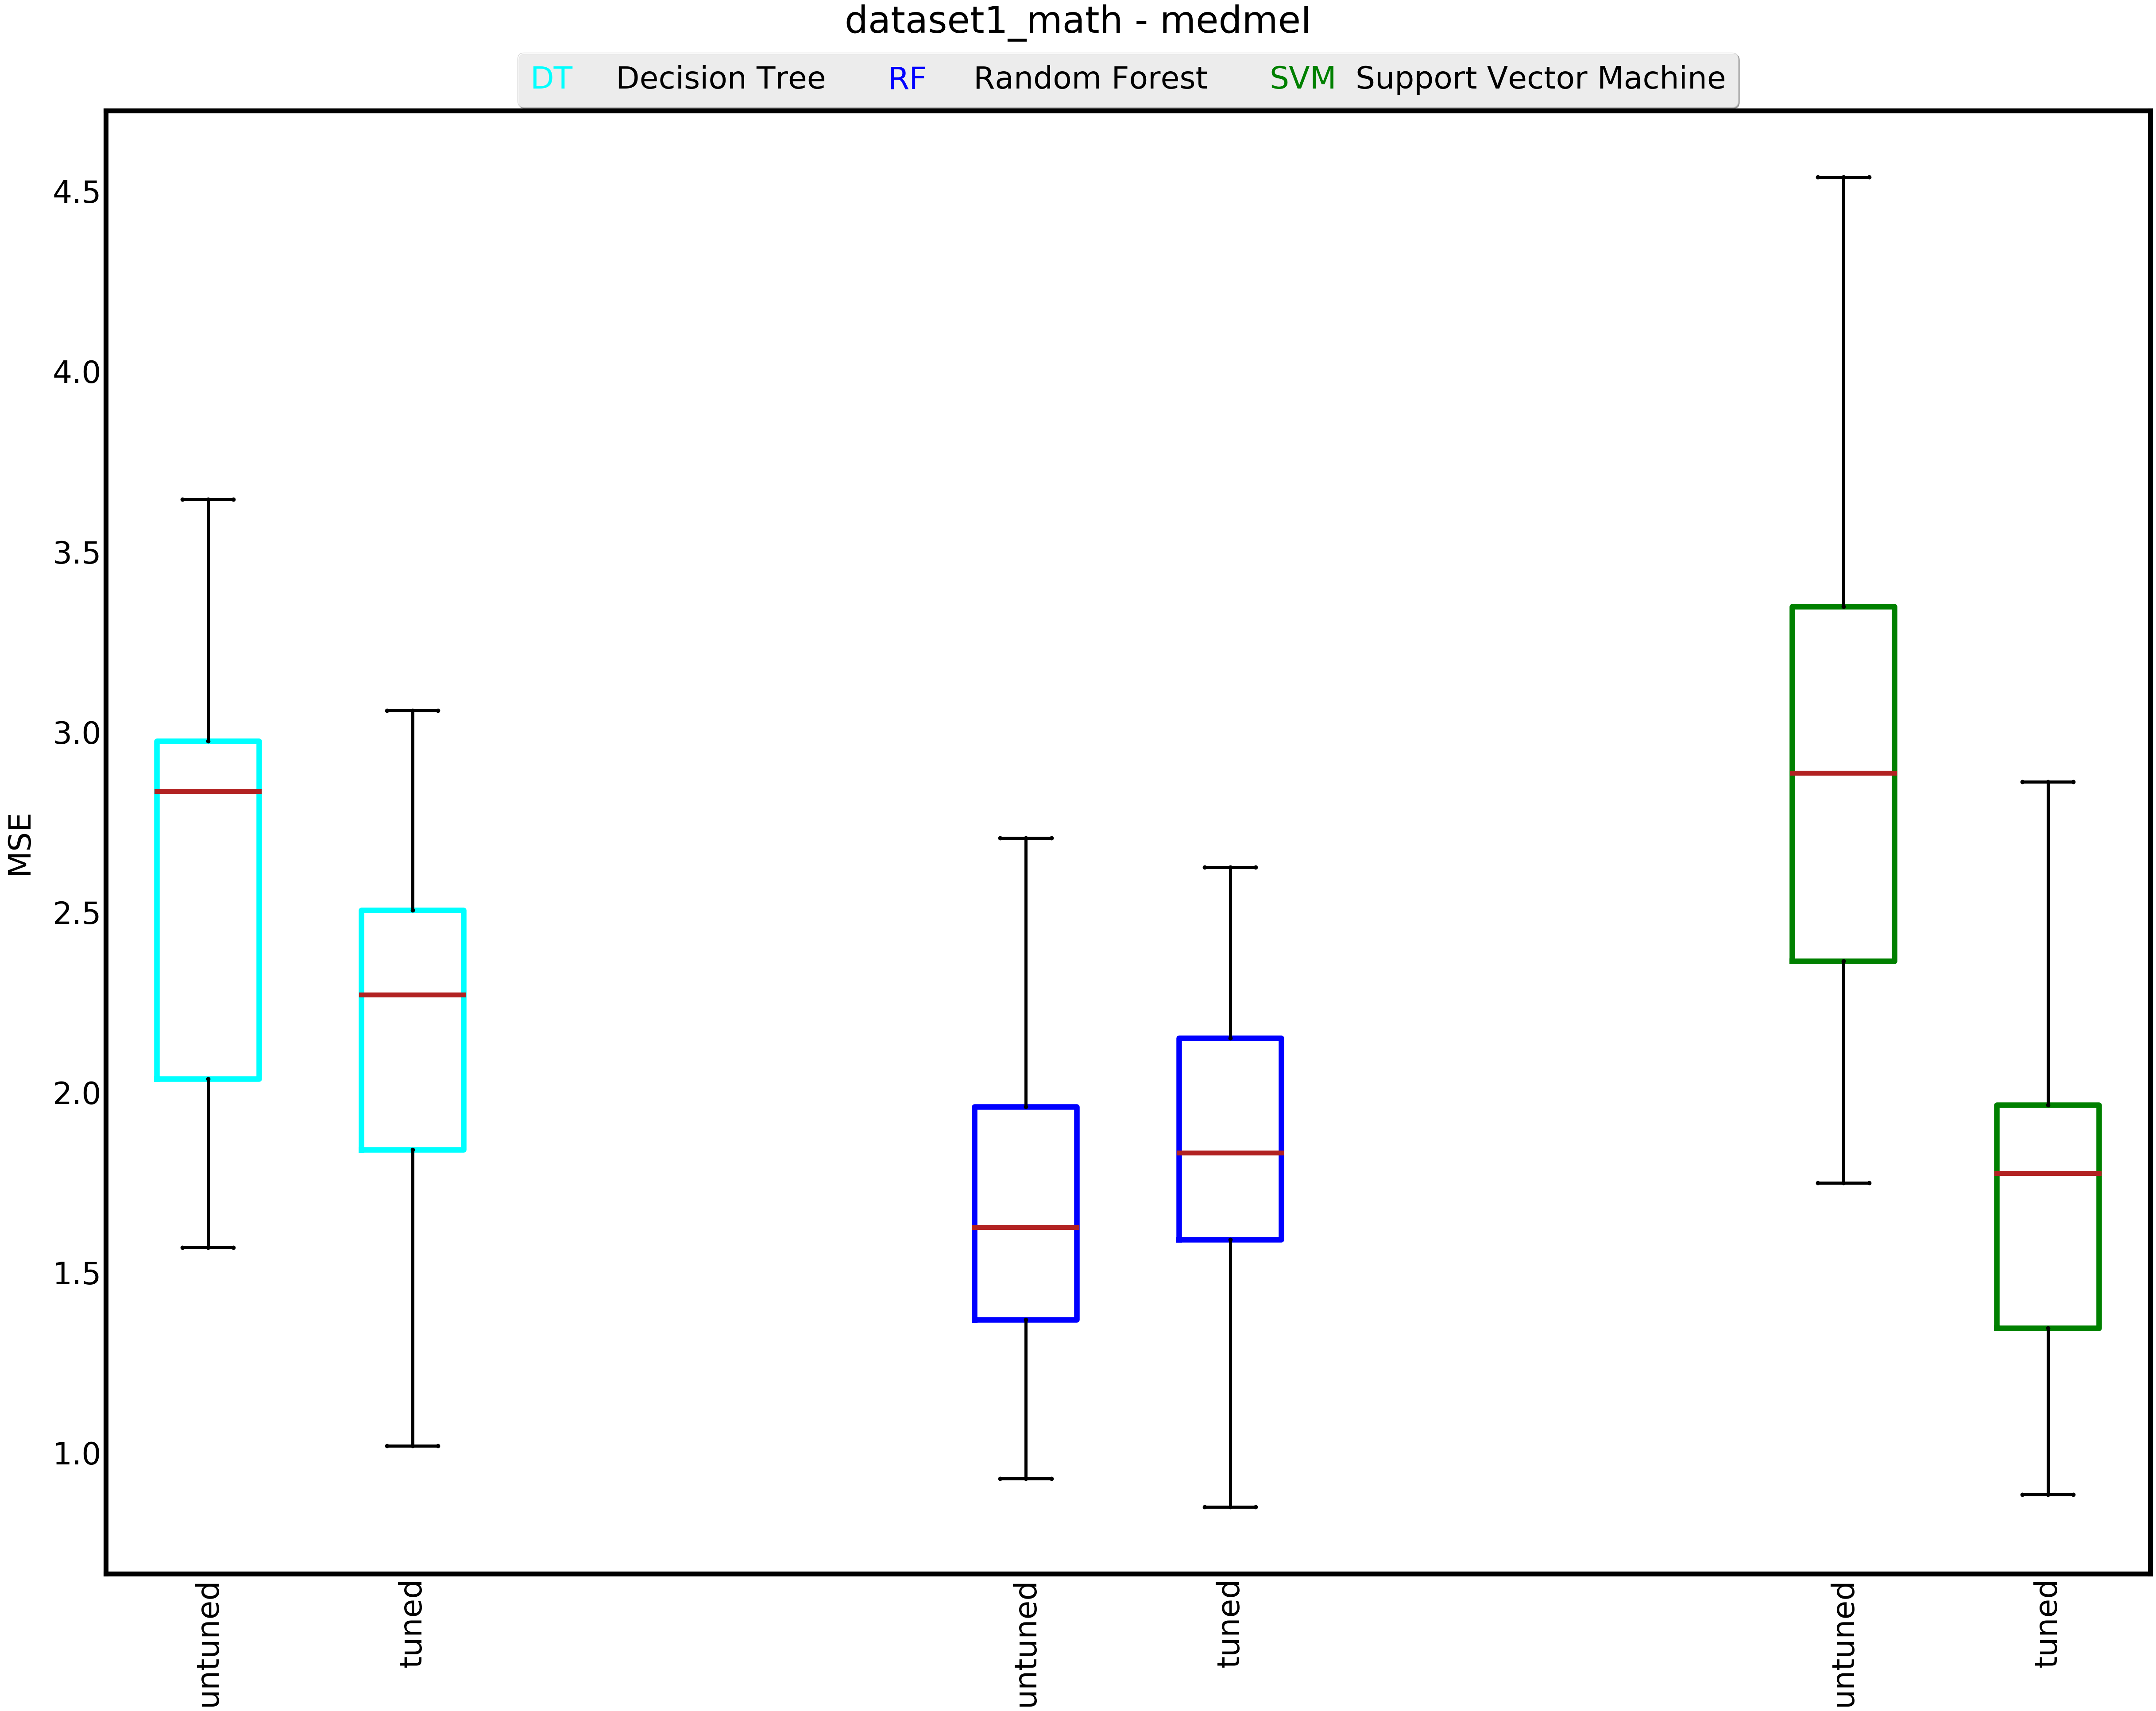 dataset1_math - medmel
DT Decision Tree RF Random Forest SVM Support Vector Machine
4.5
4.0
3.5
3.0
2.5
2.0
1.5
1.0
MSE
untuned tuned untuned tuned untuned tuned